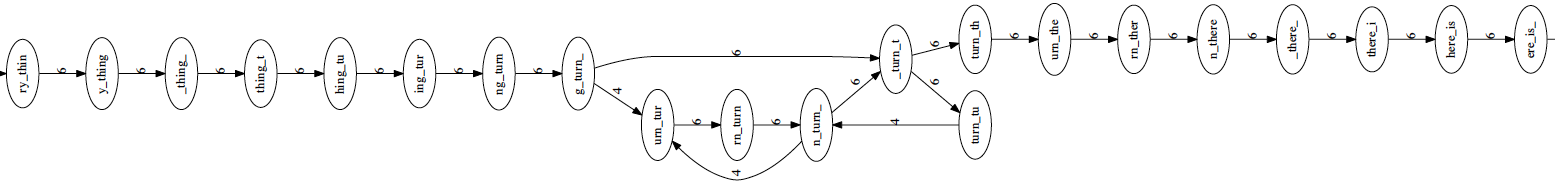 ry_thin
6
y_thing
6
_thing_
6
thing_t
6
hing_tu
6
ing_tur
6
ng_turn
6
g_turn_
6
4
urn_tur
6
rn_turn
6
n_turn_
4
6
_turn_t
6
6
turn_tu
4
turn_th
6
urn_the
6
rn_ther
6
n_there
6
_there_
6
there_i
6
here_is
6
ere_is_